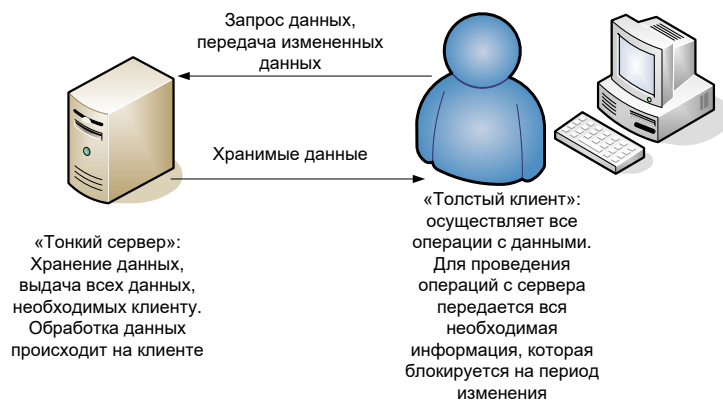 Запрос данных,
передача измененных
данных
Хранимые данные
«Тонкий сервер»:
Хранение данных,
выдача всех данных,
необходимых клиенту.
Обработка данных
происходит на клиенте
«Толстый клиент»:
осуществляет все
операции с данными.
Для проведения
операций с сервера
передается вся
необходимая
информация, которая
блокируется на период
изменения